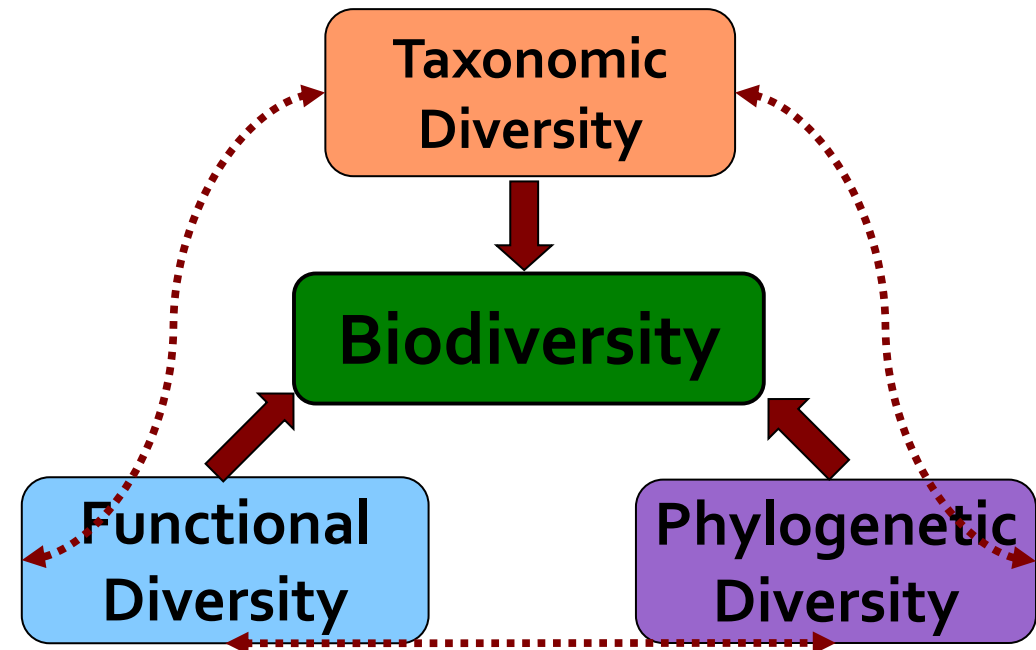 Taxonomic
Diversity
Biodiversity
Functional
Diversity
Phylogenetic
Diversity